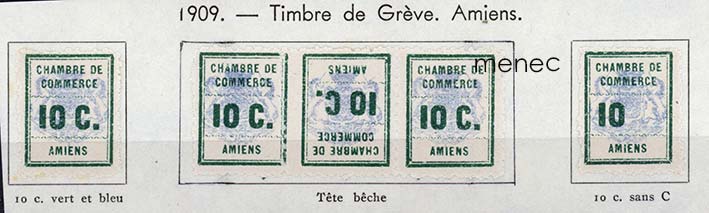 1909. — Timbre de Grève. Amiens.
menec
CHAMBRE DE
COMMERCE
10 C.
AMIENS
CHAMBRE DE
COMMERCE
10 C.
AMIENS
CHAMBRE DE
COMMERCE
10 C.
AMIENS
CHAMBRE DE
COMMERCE
10 C.
AMIENS
CHAMBRE DE
COMMERCE
10
AMIENS
10 c. vert et bleu
Tête bêche
10 c. sans C